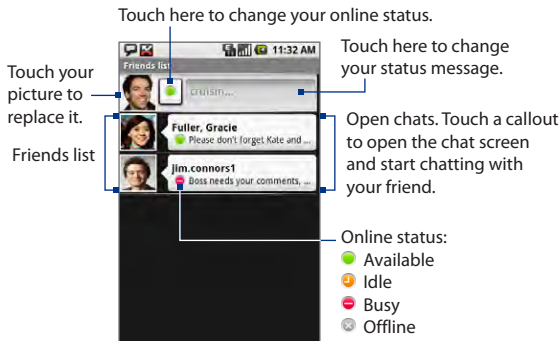 Touch here to change your online status.
11:32 AM
Friends list
cruism...
Touch here to change
your status message.
Touch your
picture to
replace it.
Friends list
Fuller, Gracie
Please don't forget Kate and ...
Jim.connors1
Boss needs your comments, ...
Open chats. Touch a callout
to open the chat screen
and start chatting with
your friend.
Online status:
Available
Idle
Busy
Offline